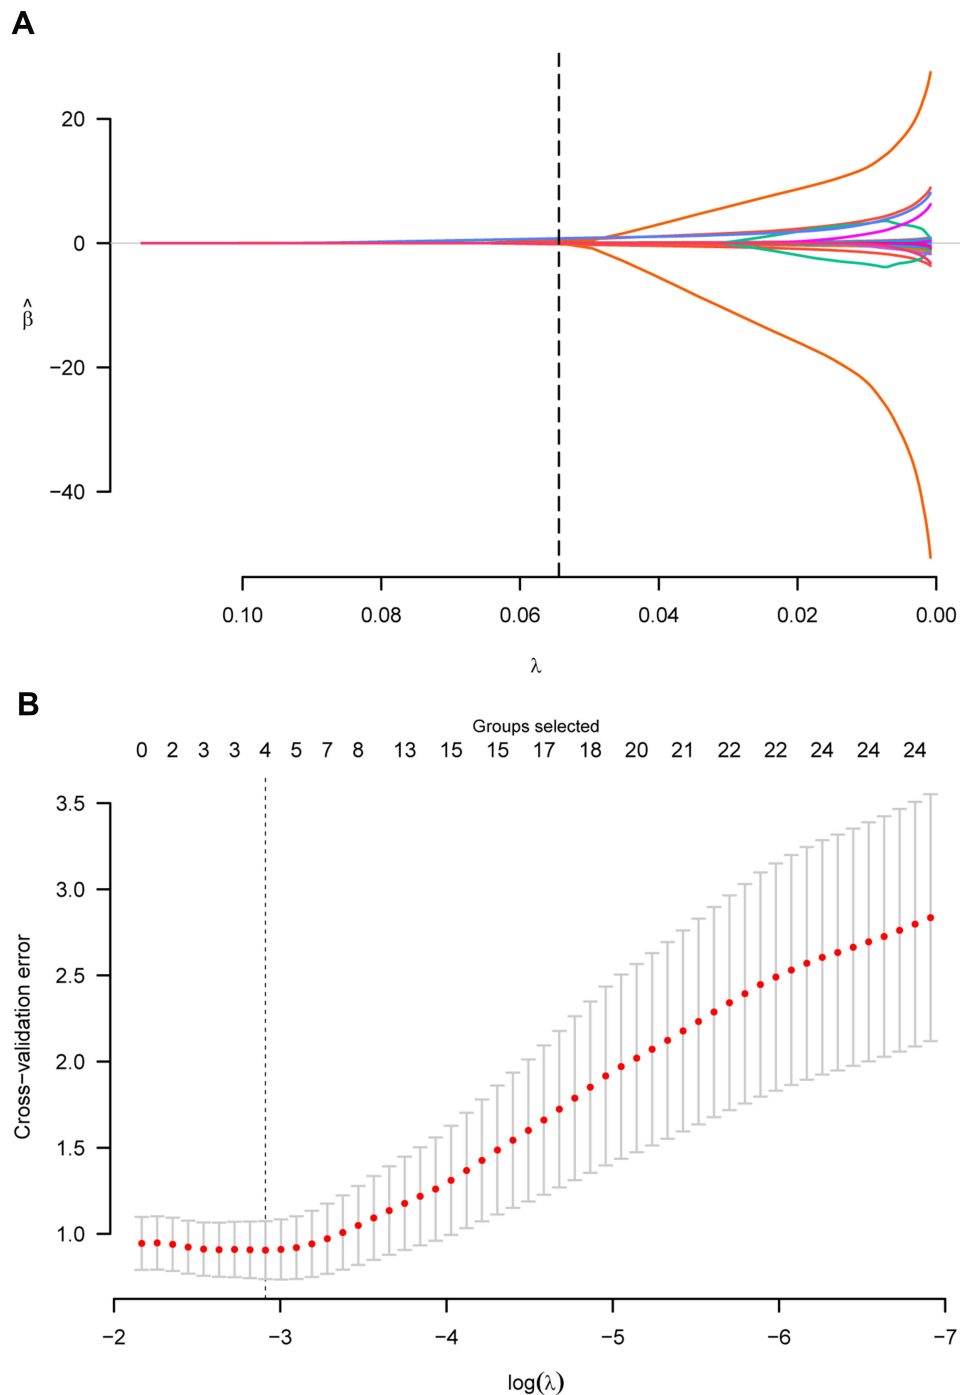 A
20
0
−20
−40
β̂
0.10 0.08 0.06 0.04 0.02 0.00
λ
B
Groups selected
0 2 3 3 4 5 7 8 13 15 15 17 18 20 21 22 22 24 24 24
3.5
3.0
2.5
2.0
1.5
1.0
Cross−validation error
−2 −3 −4 −5 −6 −7
log(λ)